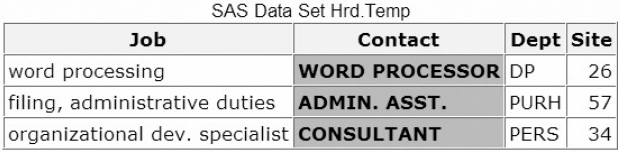 SAS Data Set Hrd.Temp
Job Contact Dept Site
word processing WORD PROCESSOR DP 26
filing, administrative duties ADMIN. ASST. PURH 57
organizational dev. specialist CONSULTANT PERS 34